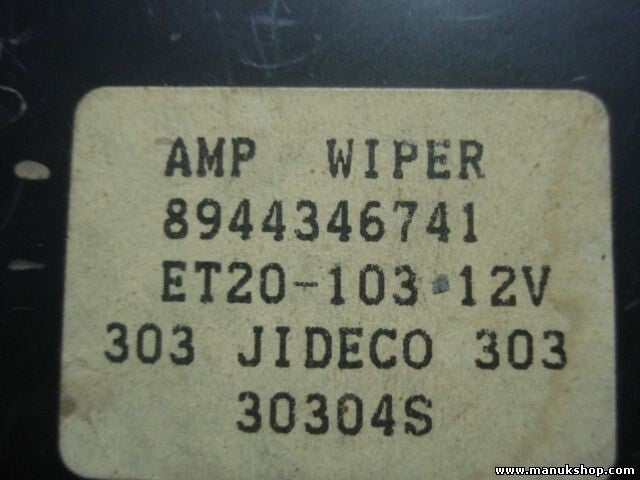 AMP WIPER
8944346741
ET20-103 12V
303 JIDECO 303
30304S
www.manukshop.com